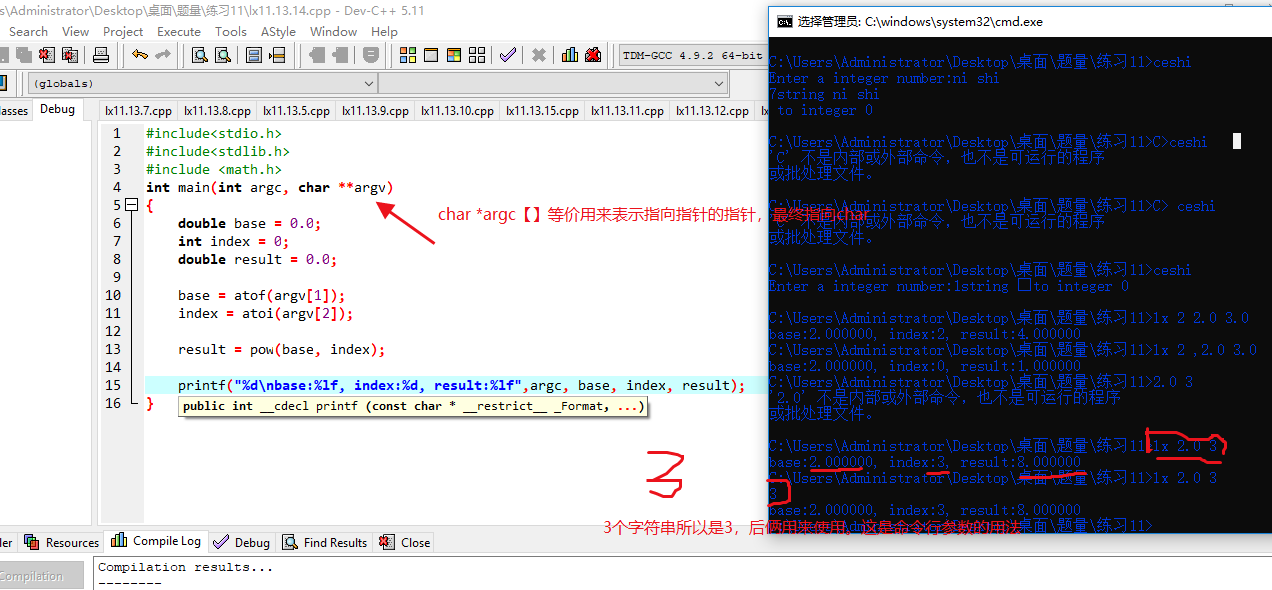 s\Administrator\Desktop\桌面\题量\练习11\lx11.13.14.cpp - Dev-C++ 5.11
Search View Project Execute Tools AStyle Window Help
TDM-GCC 4.9.2 64-bit
(globals)
lasses Debug
lx11.13.7.cpp lx11.13.8.cpp lx11.13.5.cpp lx11.13.9.cpp lx11.13.10.cpp lx11.13.15.cpp lx11.13.11.cpp lx11.13.12.cpp lx
1 #include<stdio.h>
2 #include<stdlib.h>
3 #include <math.h>
4 int main(int argc, char **argv)
5 {
6 double base = 0.0;
7 int index = 0;
8 double result = 0.0;
9
10 base = atof(argv[1]);
11 index = atoi(argv[2]);
12
13 result = pow(base, index);
14
15 printf("%d\nbase:%lf, index:%d, result:%lf",argc, base, index, result);
16 }
public int __cdecl printf (const char * __restrict__ _Format, ...)
char *argc【】等价用来表示指向指针的指针，最终指向char
3
3个字符串所以是3，后俩用来使用，这是命令行参数的用法
选择管理员: C:\windows\system32\cmd.exe
C:\Users\Administrator\Desktop\桌面\题量\练习11>ceshi
Enter a integer number:ni shi
7string ni shi
to integer 0
C:\Users\Administrator\Desktop\桌面\题量\练习11>C>ceshi
'C' 不是内部或外部命令，也不是可运行的程序
或批处理文件。
C:\Users\Administrator\Desktop\桌面\题量\练习11>C> ceshi
'C' 不是内部或外部命令，也不是可运行的程序
或批处理文件。
C:\Users\Administrator\Desktop\桌面\题量\练习11>ceshi
Enter a integer number:1string to integer 0
C:\Users\Administrator\Desktop\桌面\题量\练习11>lx 2 2.0 3.0
base:2.000000, index:2, result:4.000000
C:\Users\Administrator\Desktop\桌面\题量\练习11>lx 2 ,2.0 3.0
base:2.000000, index:0, result:1.000000
C:\Users\Administrator\Desktop\桌面\题量\练习11>2.0 3
'2.0' 不是内部或外部命令，也不是可运行的程序
或批处理文件。
C:\Users\Administrator\Desktop\桌面\题量\练习11>lx 2.0 3
base:2.000000, index:3, result:8.000000
C:\Users\Administrator\Desktop\桌面\题量\练习11>lx 2.0 3
3
base:2.000000, index:3, result:8.000000
C:\Users\Administrator\Desktop\桌面\题量\练习11>
ler Resources Compile Log Debug Find Results Close
Compilation
Compilation results...
--------